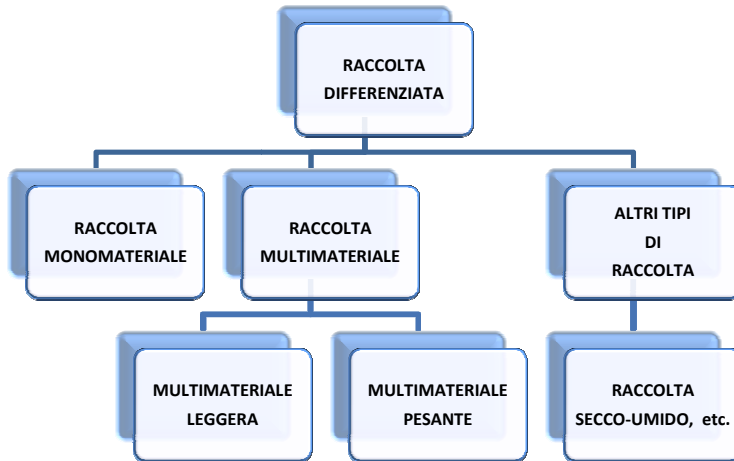 RACCOLTA
DIFFERENZIATA
RACCOLTA
MONOMATERIALE
RACCOLTA
MULTIMATERIALE
ALTRI TIPI
DI
RACCOLTA
MULTIMATERIALE
LEGGERA
MULTIMATERIALE
PESANTE
RACCOLTA
SECCO-UMIDO, etc.